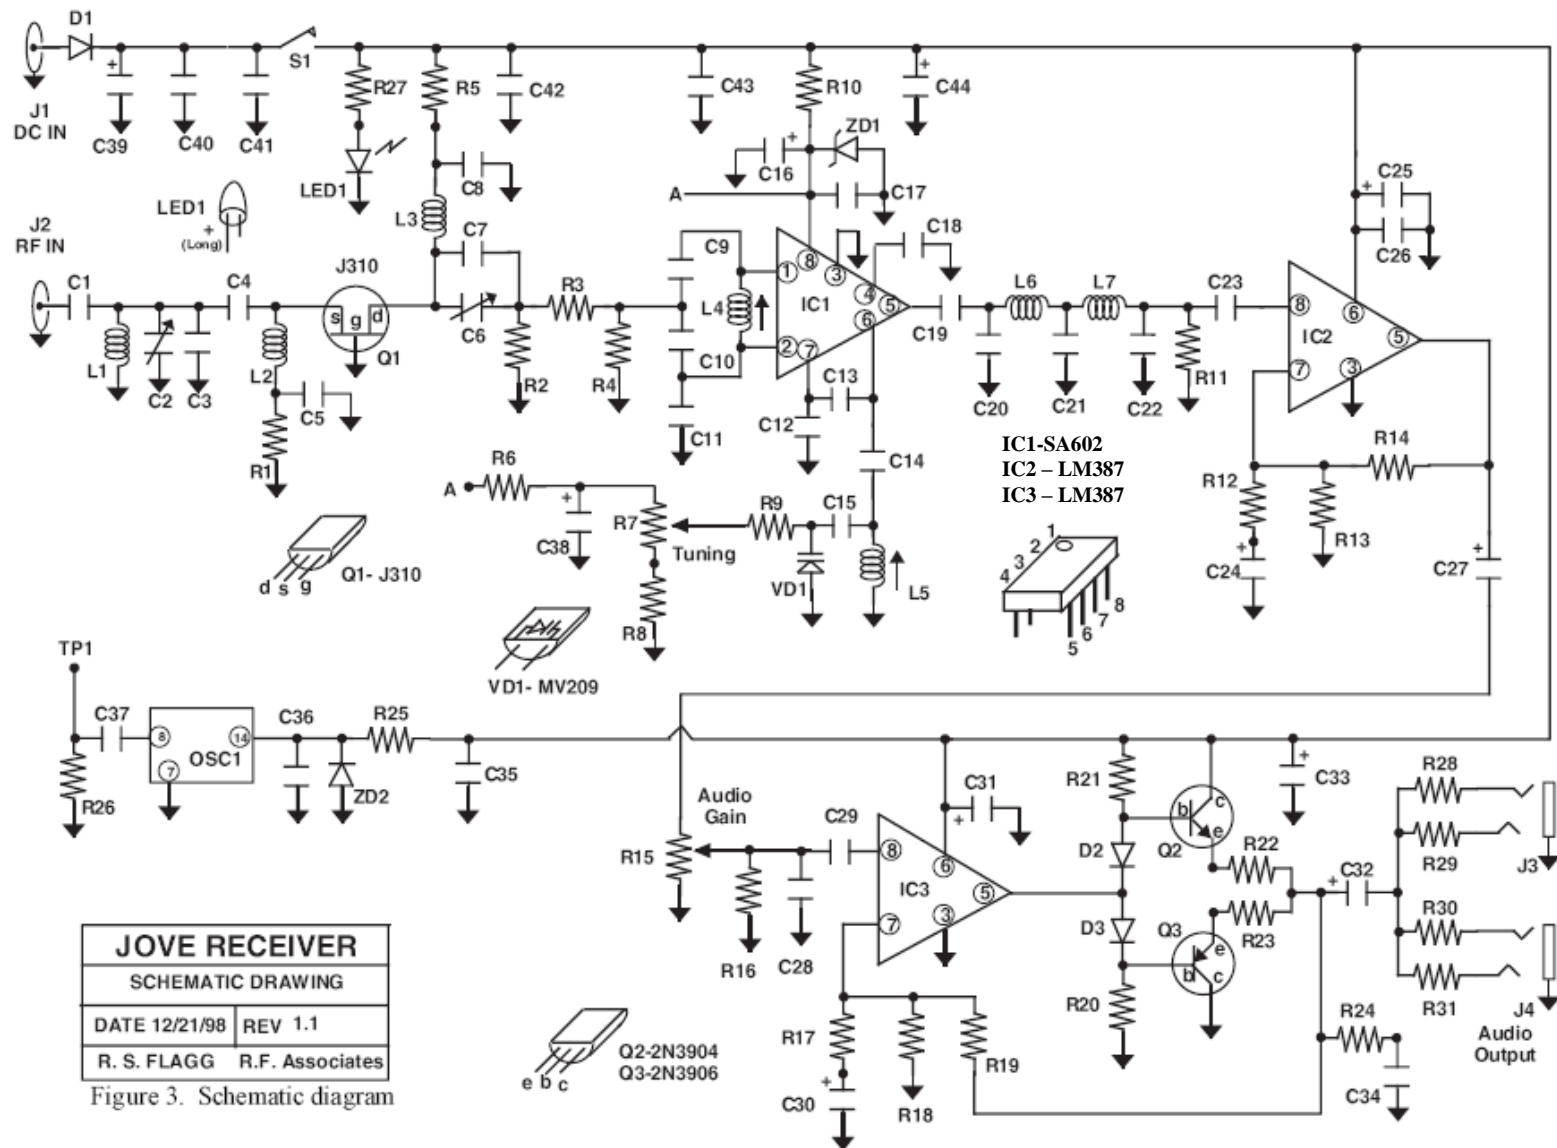 D1
S1
J1
DC IN
C39
C40
C41
R27
R5
C42
C43
R10
C44
LED1
C8
C16
ZD1
C17
A
C25
C26
LED1
+
(Long)
L3
C7
J2
RF IN
C1
C4
J310
s g d
Q1
L1
C2
C3
L2
C5
R1
C6
R3
R2
R4
C9
L4
C10
C11
1
2
8
3
4
5
6
7
IC1
C18
C19
L6
L7
C23
C20
C21
C22
R11
8
7
6
5
3
IC2
C13
C12
C14
IC1-SA602
IC2 – LM387
IC3 – LM387
R14
R12
R13
C24
C27
A
R6
C38
R7
Tuning
R8
R9
C15
VD1
L5
1
2
3
4
8
7
6
5
d s g
Q1- J310
VD1- MV209
TP1
C37
8
14
7
OSC1
C36
R25
ZD2
C35
R26
Audio
Gain
R15
R16
C28
C29
8
7
6
5
3
IC3
C31
R21
D2
D3
R20
b
c
e
Q2
Q3
e
b
c
R22
R23
C33
C32
R28
R29
J3
R30
R31
J4
Audio
Output
R24
C34
R17
R18
R19
C30
e b c
Q2-2N3904
Q3-2N3906
JOVE RECEIVER
SCHEMATIC DRAWING
DATE 12/21/98 REV 1.1
R. S. FLAGG R.F. Associates
Figure 3. Schematic diagram